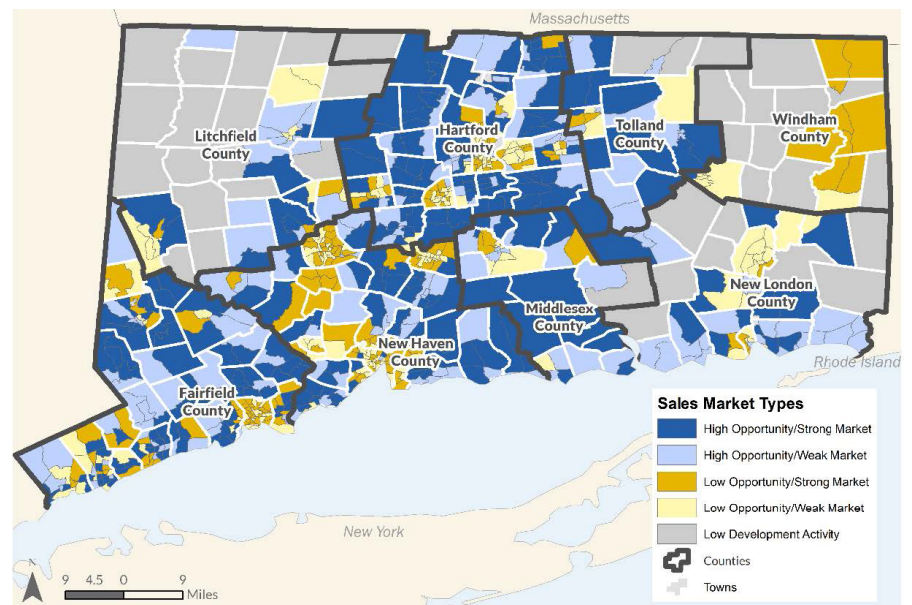 Massachusetts
Litchfield
County
Hartford
County
Tolland
County
Windham
County
New London
County
Middlesex
County
New Haven
County
Fairfield
County
Rhode Island
New York
Sales Market Types
High Opportunity/Strong Market
High Opportunity/Weak Market
Low Opportunity/Strong Market
Low Opportunity/Weak Market
Low Development Activity
Counties
Towns
N
9 4.5 0 9
Miles